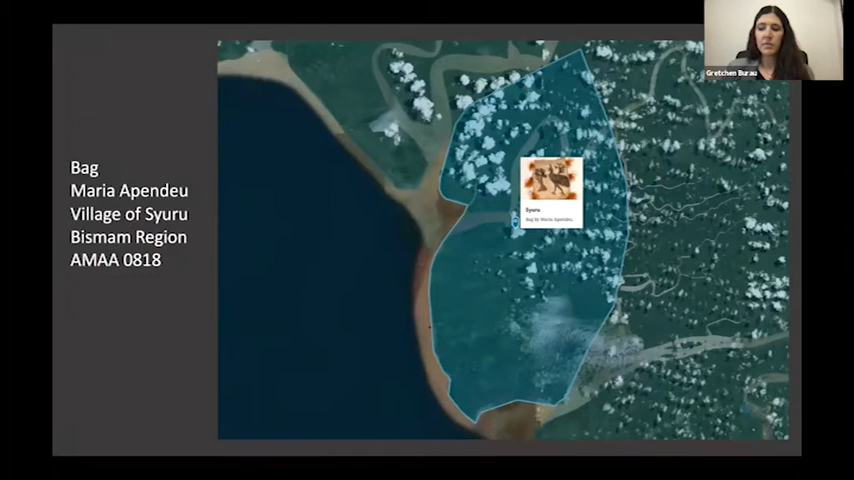 Gretchen Burau
Bag
Maria Apendeu
Village of Syuru
Bismam Region
AMAA 0818
Syuru
Bag by Maria Apendeu,